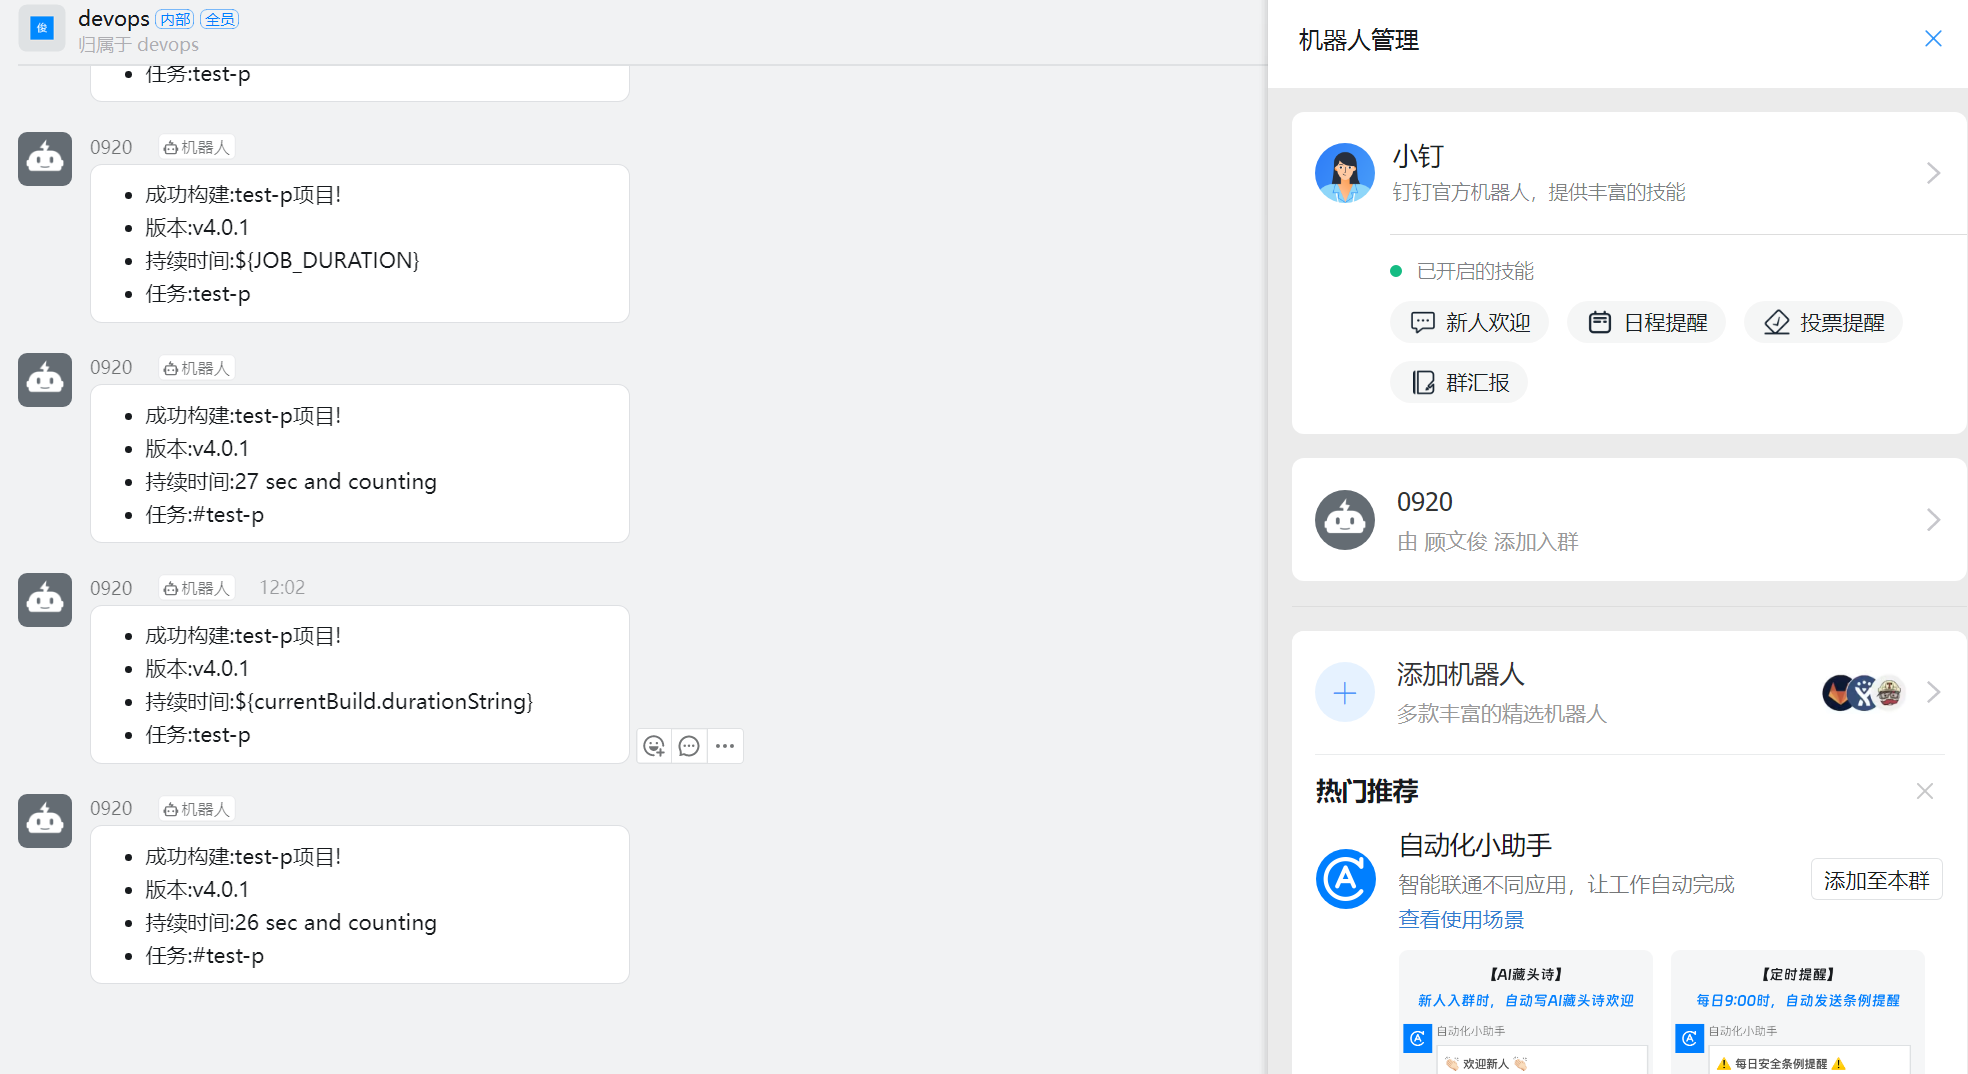 俊
devops 内部 全员
归属于 devops
任务:test-p
0920 机器人
成功构建:test-p项目!
版本:v4.0.1
持续时间:${JOB_DURATION}
任务:test-p
0920 机器人
成功构建:test-p项目!
版本:v4.0.1
持续时间:27 sec and counting
任务:#test-p
0920 机器人 12:02
成功构建:test-p项目!
版本:v4.0.1
持续时间:${currentBuild.durationString}
任务:test-p
0920 机器人
成功构建:test-p项目!
版本:v4.0.1
持续时间:26 sec and counting
任务:#test-p
机器人管理
小钉
钉钉官方机器人，提供丰富的技能
已开启的技能
新人欢迎 日程提醒 投票提醒
群汇报
0920
由 顾文俊 添加入群
添加机器人
多款丰富的精选机器人
热门推荐
自动化小助手
智能联通不同应用，让工作自动完成
添加至本群
查看使用场景
【AI藏头诗】
新人入群时，自动写AI藏头诗欢迎
自动化小助手
👏🏻 欢迎新人 👏🏻
【定时提醒】
每日9:00时，自动发送条例提醒
自动化小助手
⚠️ 每日安全条例提醒 ⚠️